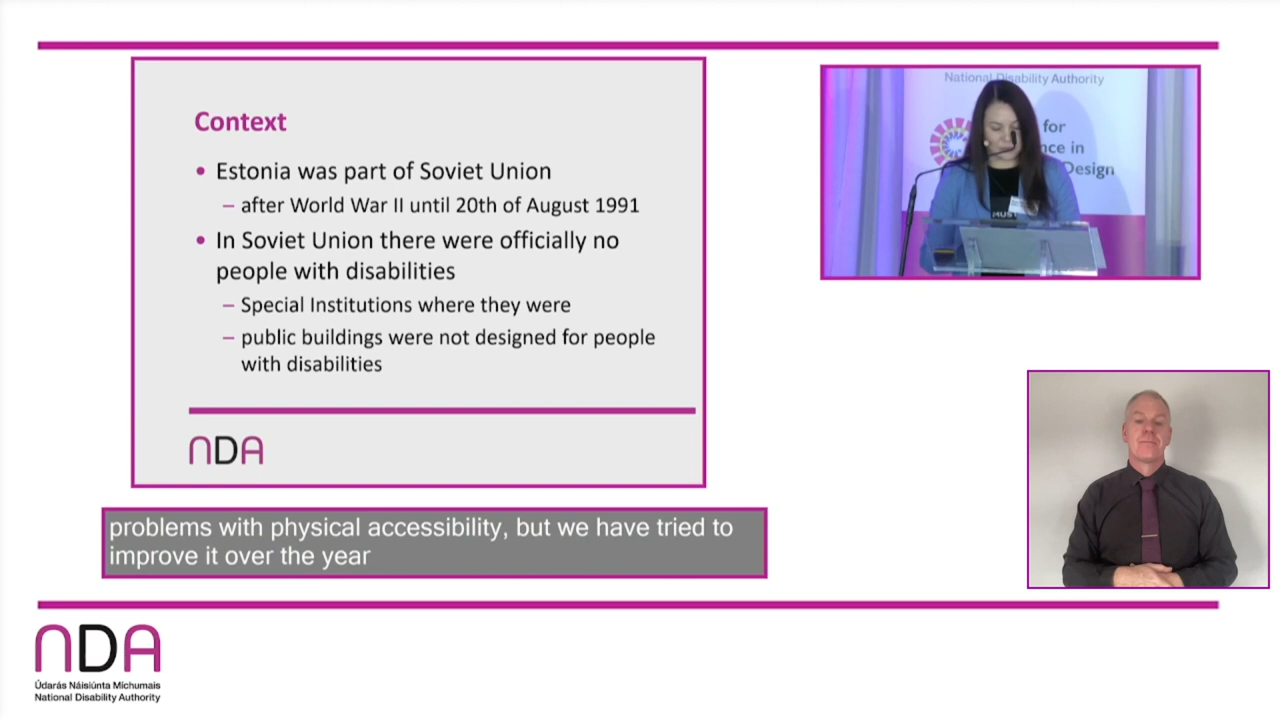 Context
• Estonia was part of Soviet Union
– after World War II until 20th of August 1991
• In Soviet Union there were officially no
people with disabilities
– Special Institutions where they were
– public buildings were not designed for people
with disabilities
NDA
National Disability Authority
for
nce in
Design
MUST
problems with physical accessibility, but we have tried to
improve it over the year
NDA
Údarás Náisiúnta Míchumais
National Disability Authority